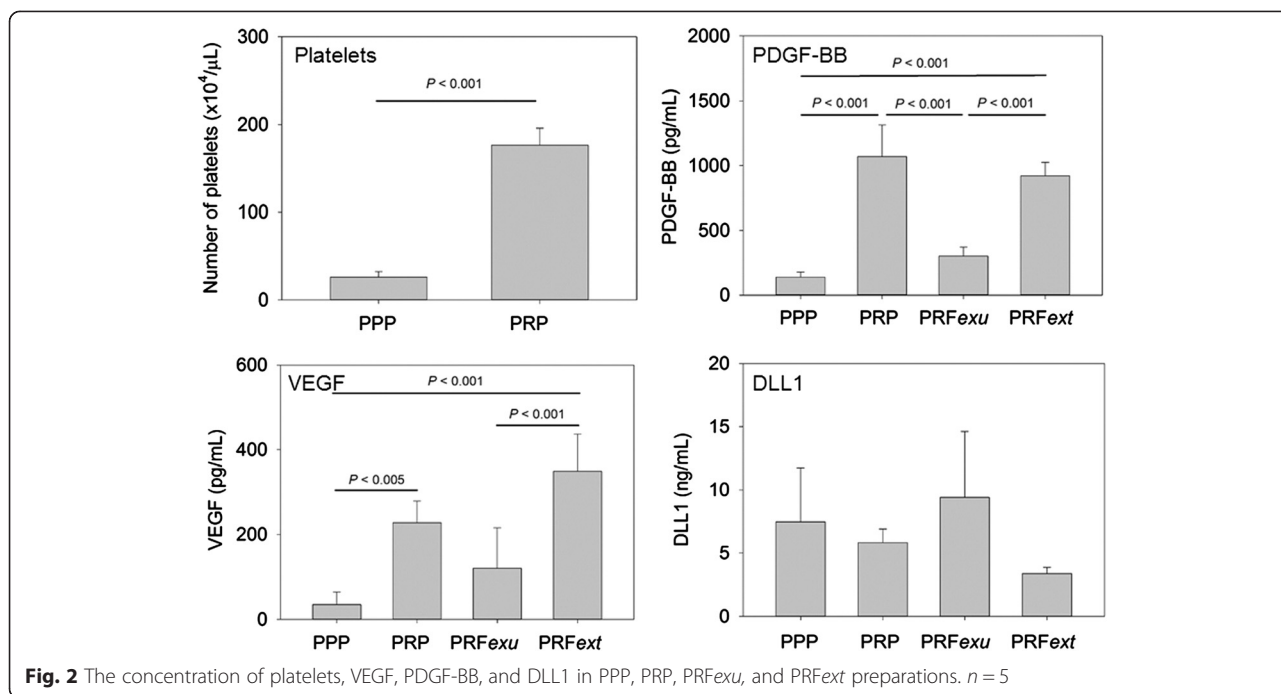 Platelets
Number of platelets (x10⁴/µL)
300
200
100
0
P < 0.001
PPP
PRP
PDGF-BB
PDGF-BB (pg/mL)
2000
1500
1000
500
0
P < 0.001
P < 0.001
P < 0.001
P < 0.001
PPP
PRP
PRFexu
PRFext
VEGF
VEGF (pg/mL)
600
400
200
0
P < 0.001
P < 0.001
P < 0.005
PPP
PRP
PRFexu
PRFext
DLL1
DLL1 (ng/mL)
20
15
10
5
0
PPP
PRP
PRFexu
PRFext
Fig. 2 The concentration of platelets, VEGF, PDGF-BB, and DLL1 in PPP, PRP, PRFexu, and PRFext preparations. n = 5